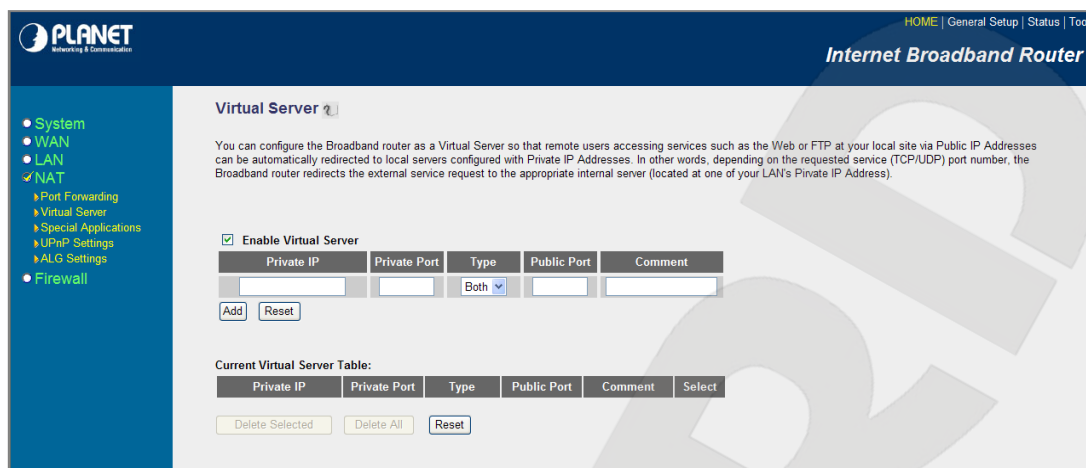 PLANET
Networking & Communication
HOME | General Setup | Status | Too
Internet Broadband Router
System
WAN
LAN
NAT
Port Forwarding
Virtual Server
Special Applications
UPnP Settings
ALG Settings
Firewall
Virtual Server
You can configure the Broadband router as a Virtual Server so that remote users accessing services such as the Web or FTP at your local site via Public IP Addresses
can be automatically redirected to local servers configured with Private IP Addresses. In other words, depending on the requested service (TCP/UDP) port number, the
Broadband router redirects the external service request to the appropriate internal server (located at one of your LAN's Private IP Address).
Enable Virtual Server
Private IP Private Port Type Public Port Comment
Both
Add Reset
Current Virtual Server Table:
Private IP Private Port Type Public Port Comment Select
Delete Selected Delete All Reset